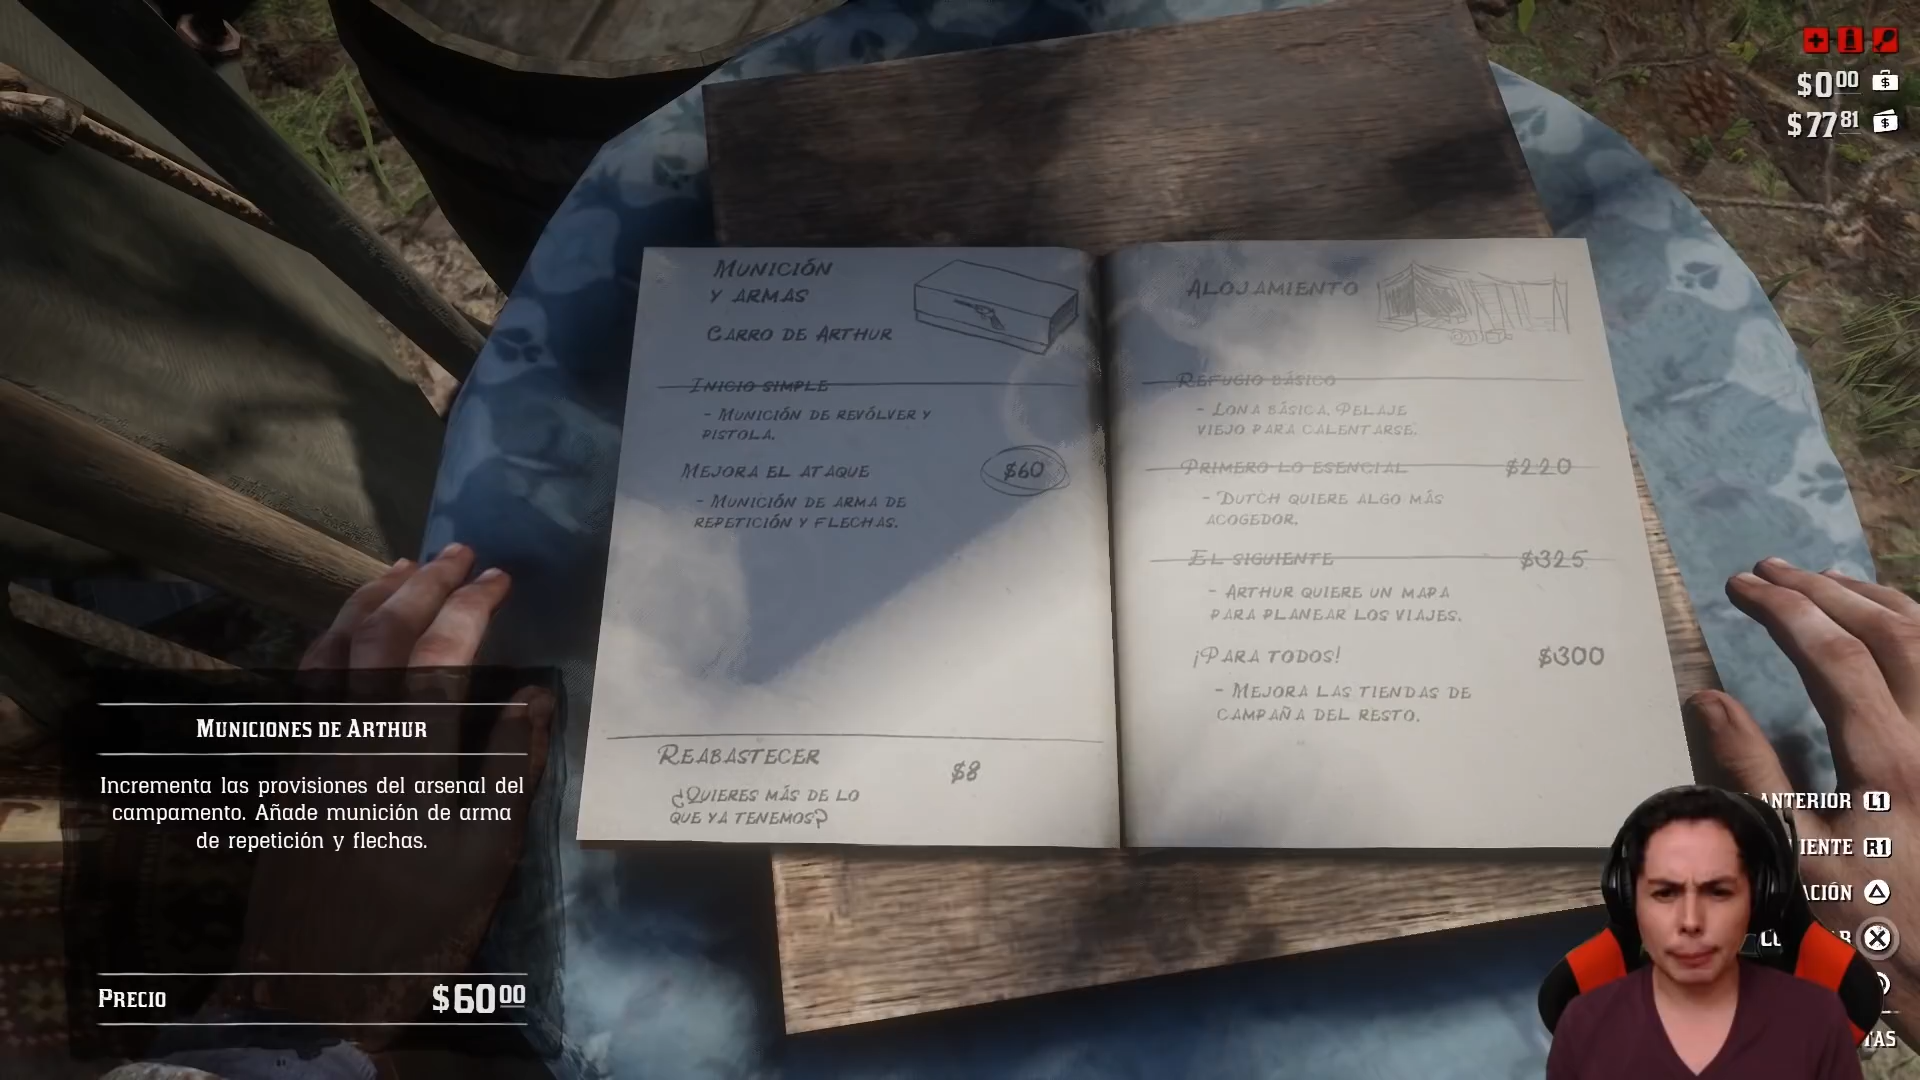 $0 00
$77 81
MUNICIÓN
Y ARMAS
CARRO DE ARTHUR
INICIO SIMPLE
- MUNICIÓN DE REVÓLVER Y
PISTOLA.
MEJORA EL ATAQUE $60
- MUNICIÓN DE ARMA DE
REPETICIÓN Y FLECHAS.
REABASTECER $8
¿QUIERES MÁS DE LO
QUE YA TENEMOS?
ALOJAMIENTO
REFUGIO BÁSICO
- LONA BÁSICA. PELAJE
VIEJO PARA CALENTARSE.
PRIMERO LO ESENCIAL $220
- DUTCH QUIERE ALGO MÁS
ACOGEDOR.
EL SIGUIENTE $325
- ARTHUR QUIERE UN MAPA
PARA PLANEAR LOS VIAJES.
¡PARA TODOS! $300
- MEJORA LAS TIENDAS DE
CAMPAÑA DEL RESTO.
MUNICIONES DE ARTHUR
Incrementa las provisiones del arsenal del
campamento. Añade munición de arma
de repetición y flechas.
PRECIO $60 00
ANTERIOR L1
R1